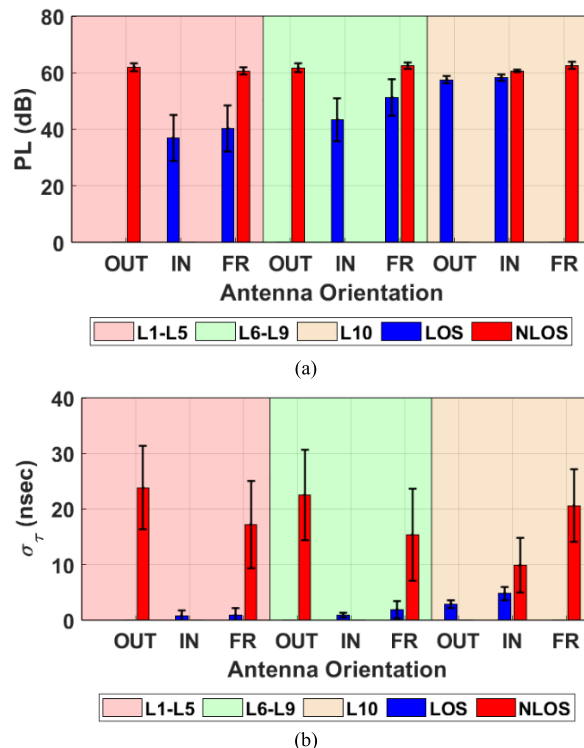 80
60
40
20
0
PL (dB)
OUT IN FR OUT IN FR OUT IN FR
Antenna Orientation
L1-L5 L6-L9 L10 LOS NLOS
(a)
40
30
20
10
0
σ_τ (nsec)
OUT IN FR OUT IN FR OUT IN FR
Antenna Orientation
L1-L5 L6-L9 L10 LOS NLOS
(b)